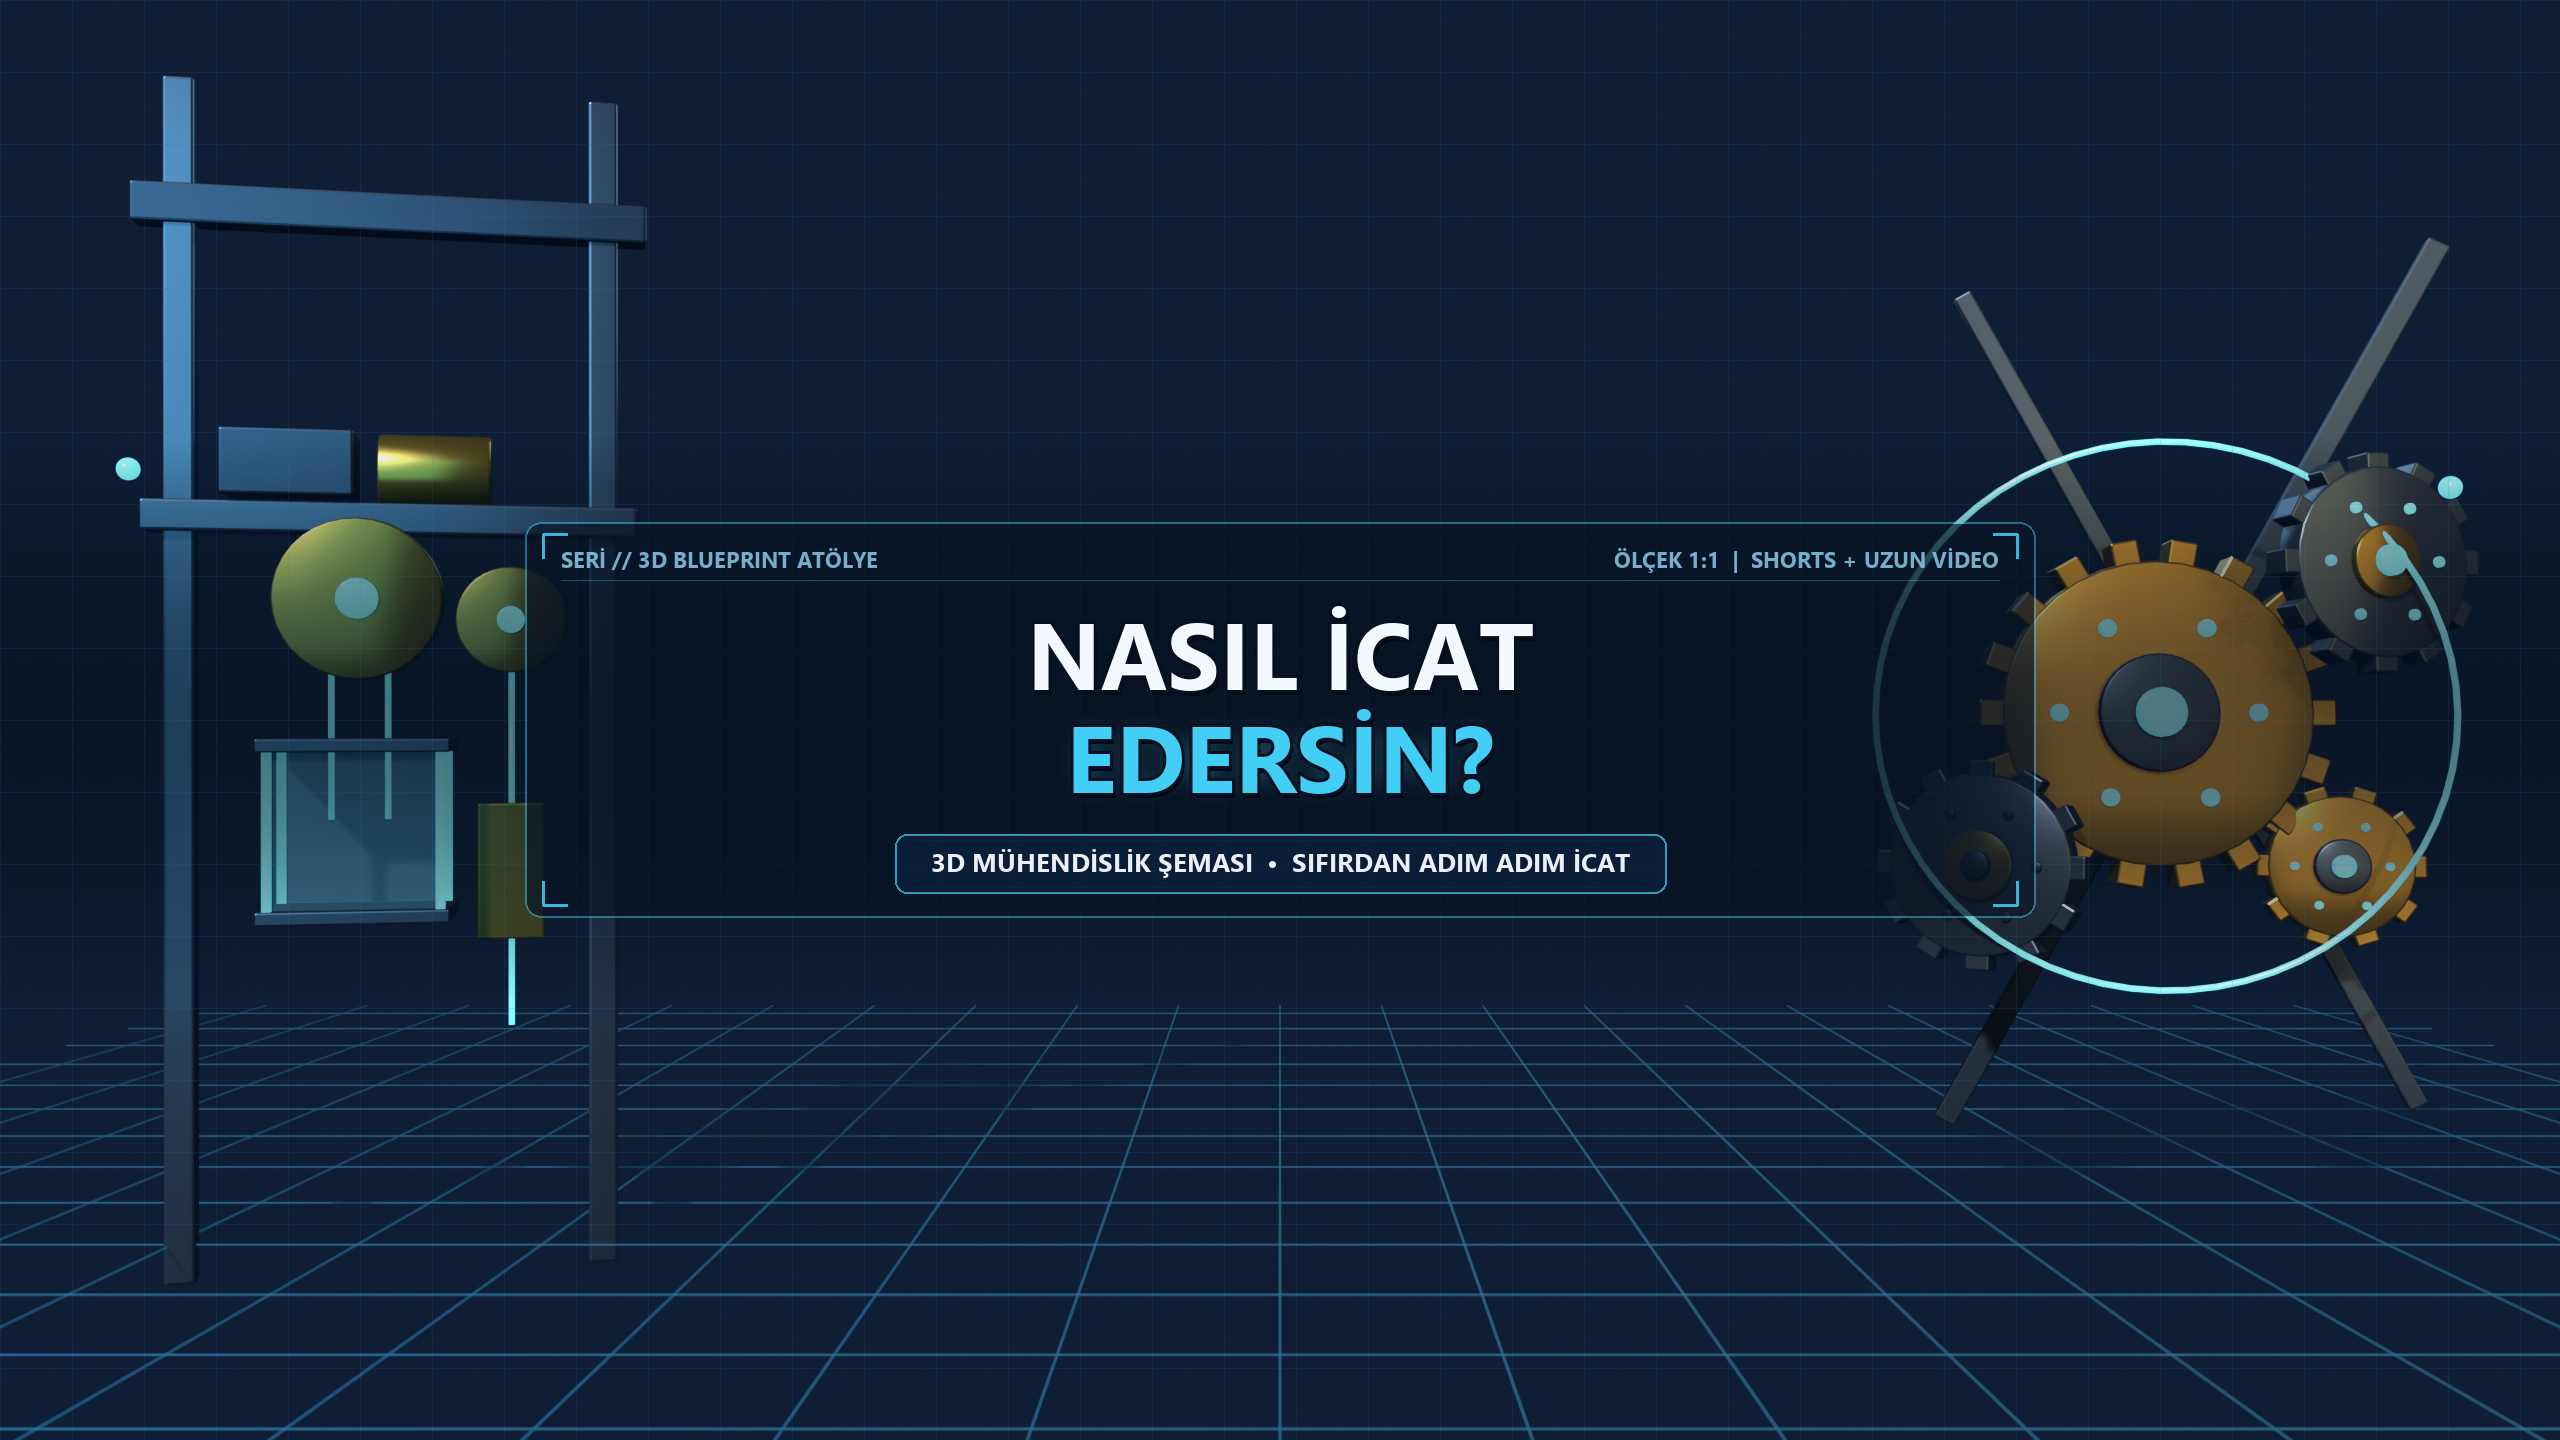 SERİ // 3D BLUEPRINT ATÖLYE
ÖLÇEK 1:1 | SHORTS + UZUN VİDEO
NASIL İCAT
EDERSİN?
3D MÜHENDİSLİK ŞEMASI • SIFIRDAN ADIM ADIM İCAT